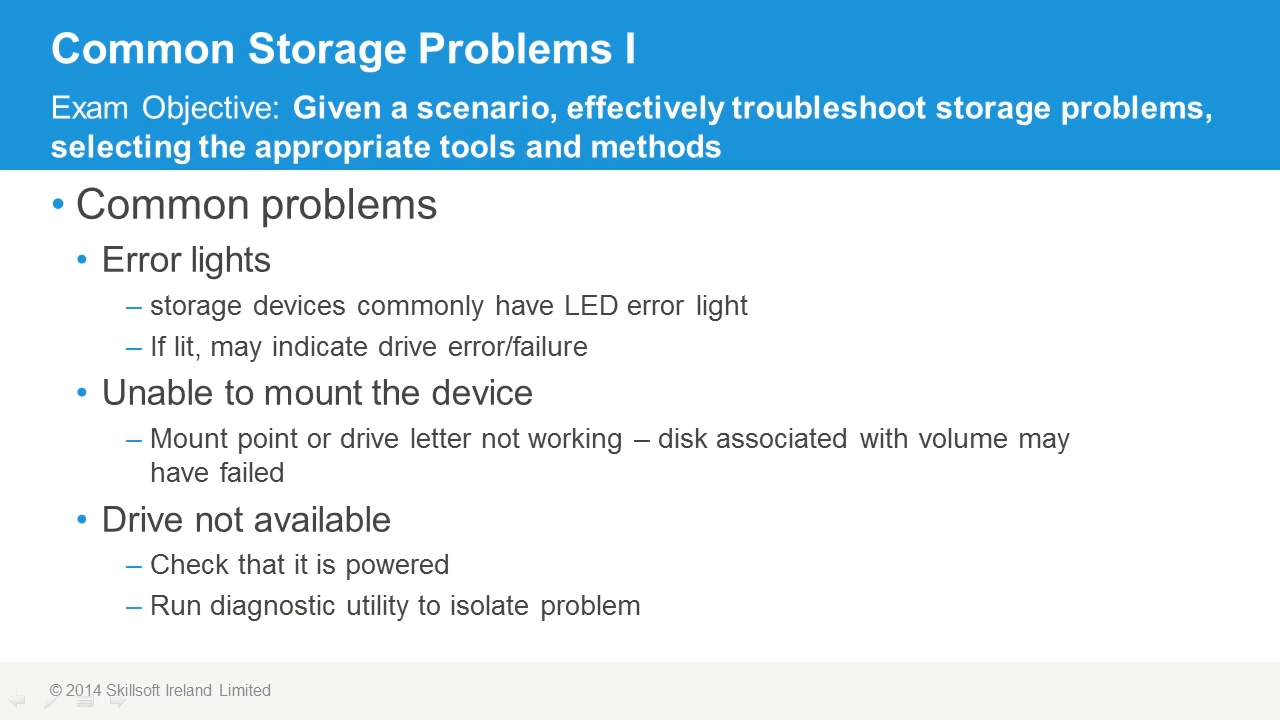 Common Storage Problems I
Exam Objective: Given a scenario, effectively troubleshoot storage problems,
selecting the appropriate tools and methods
• Common problems
• Error lights
– storage devices commonly have LED error light
– If lit, may indicate drive error/failure
• Unable to mount the device
– Mount point or drive letter not working – disk associated with volume may
have failed
• Drive not available
– Check that it is powered
– Run diagnostic utility to isolate problem
© 2014 Skillsoft Ireland Limited